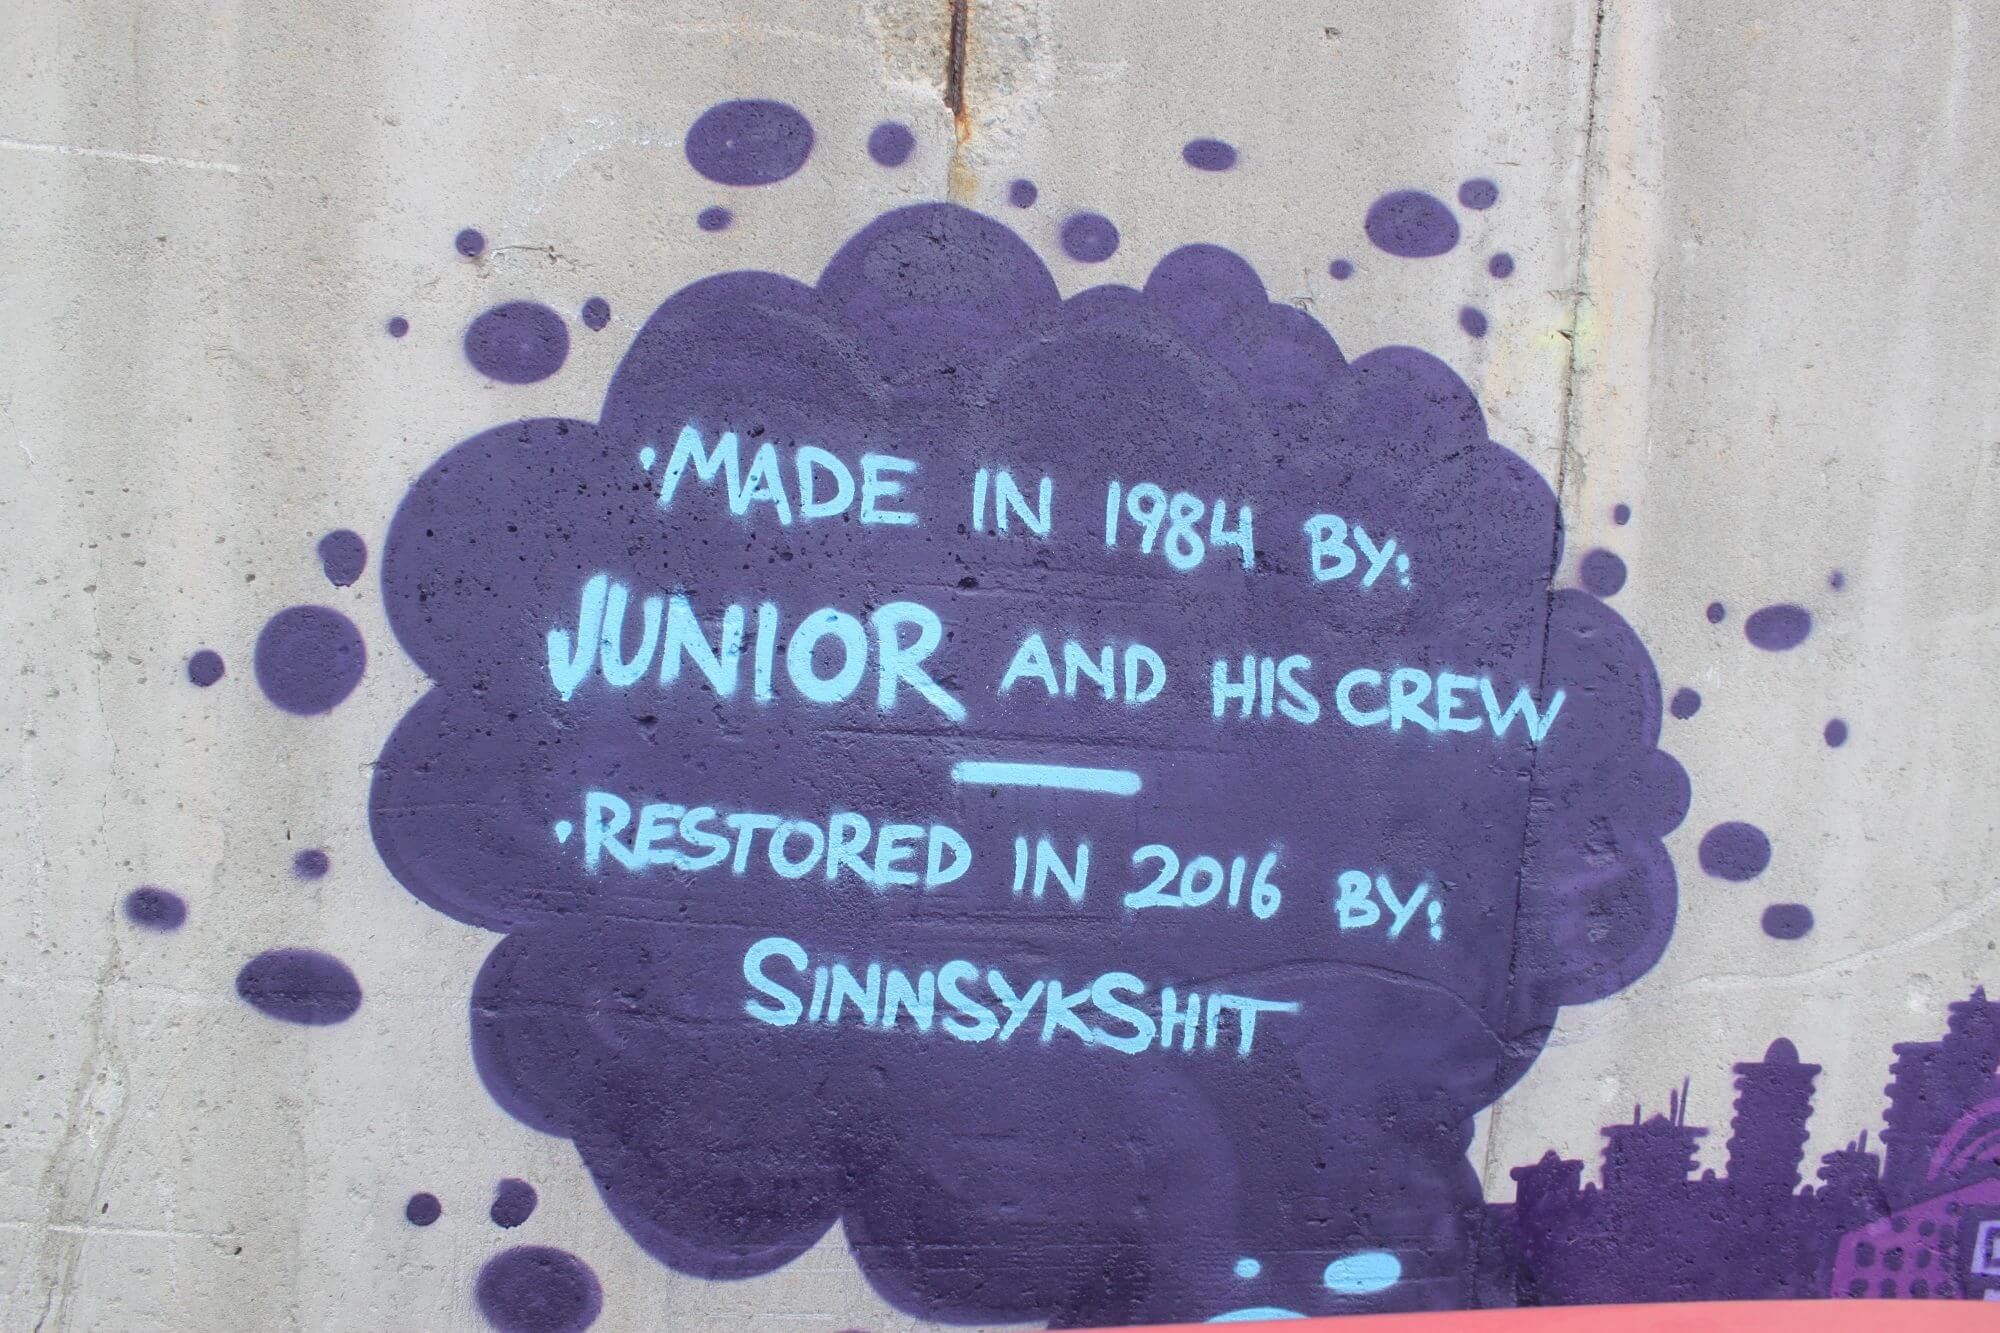 ·MADE IN 1984 BY:
JUNIOR AND HIS CREW
—
·RESTORED IN 2016 BY:
SINNSYKSHIT